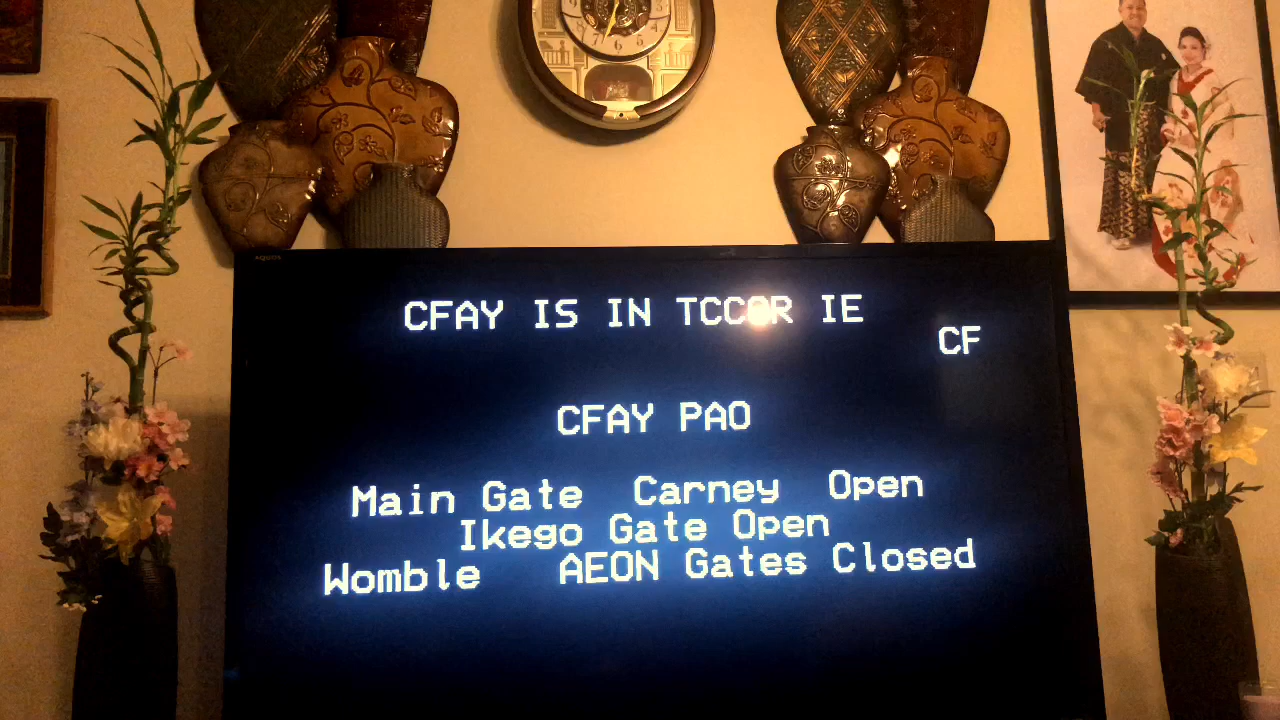 AQUOS
CFAY IS IN TCCOR IE
CF
CFAY PAO
Main Gate Carney Open
Ikego Gate Open
Womble AEON Gates Closed